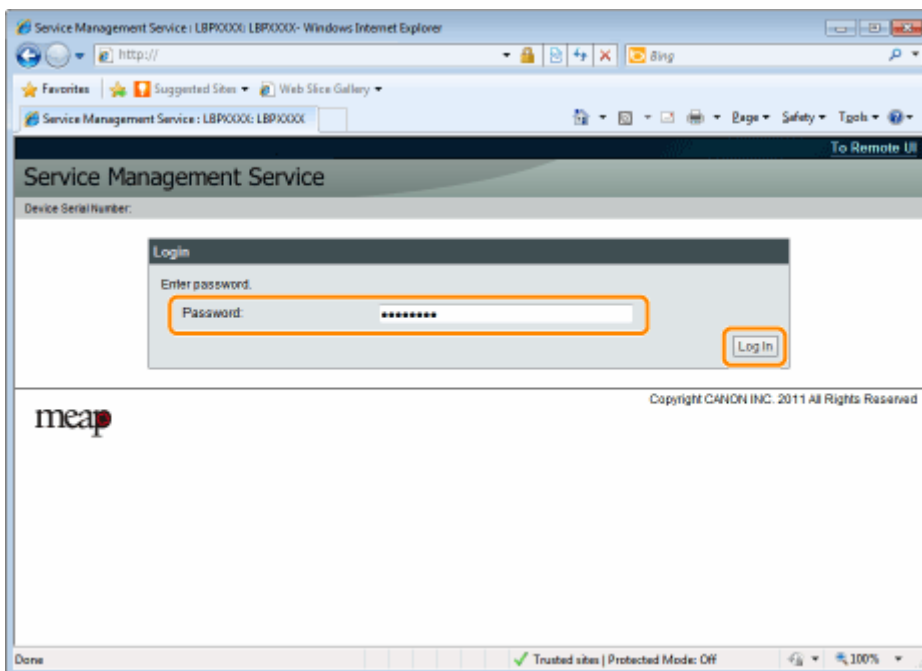 Service Management Service : LBPXXXX: LBPXXXX- Windows Internet Explorer
http://
Bing
Favorites Suggested Sites Web Slice Gallery
Service Management Service : LBPXXXX: LBPXXXX Page Safety Tools
To Remote UI
Service Management Service
Device Serial Number:
Login
Enter password.
Password: ••••••••
Log In
Copyright CANON INC. 2011 All Rights Reserved
meap
Done Trusted sites | Protected Mode: Off 100%